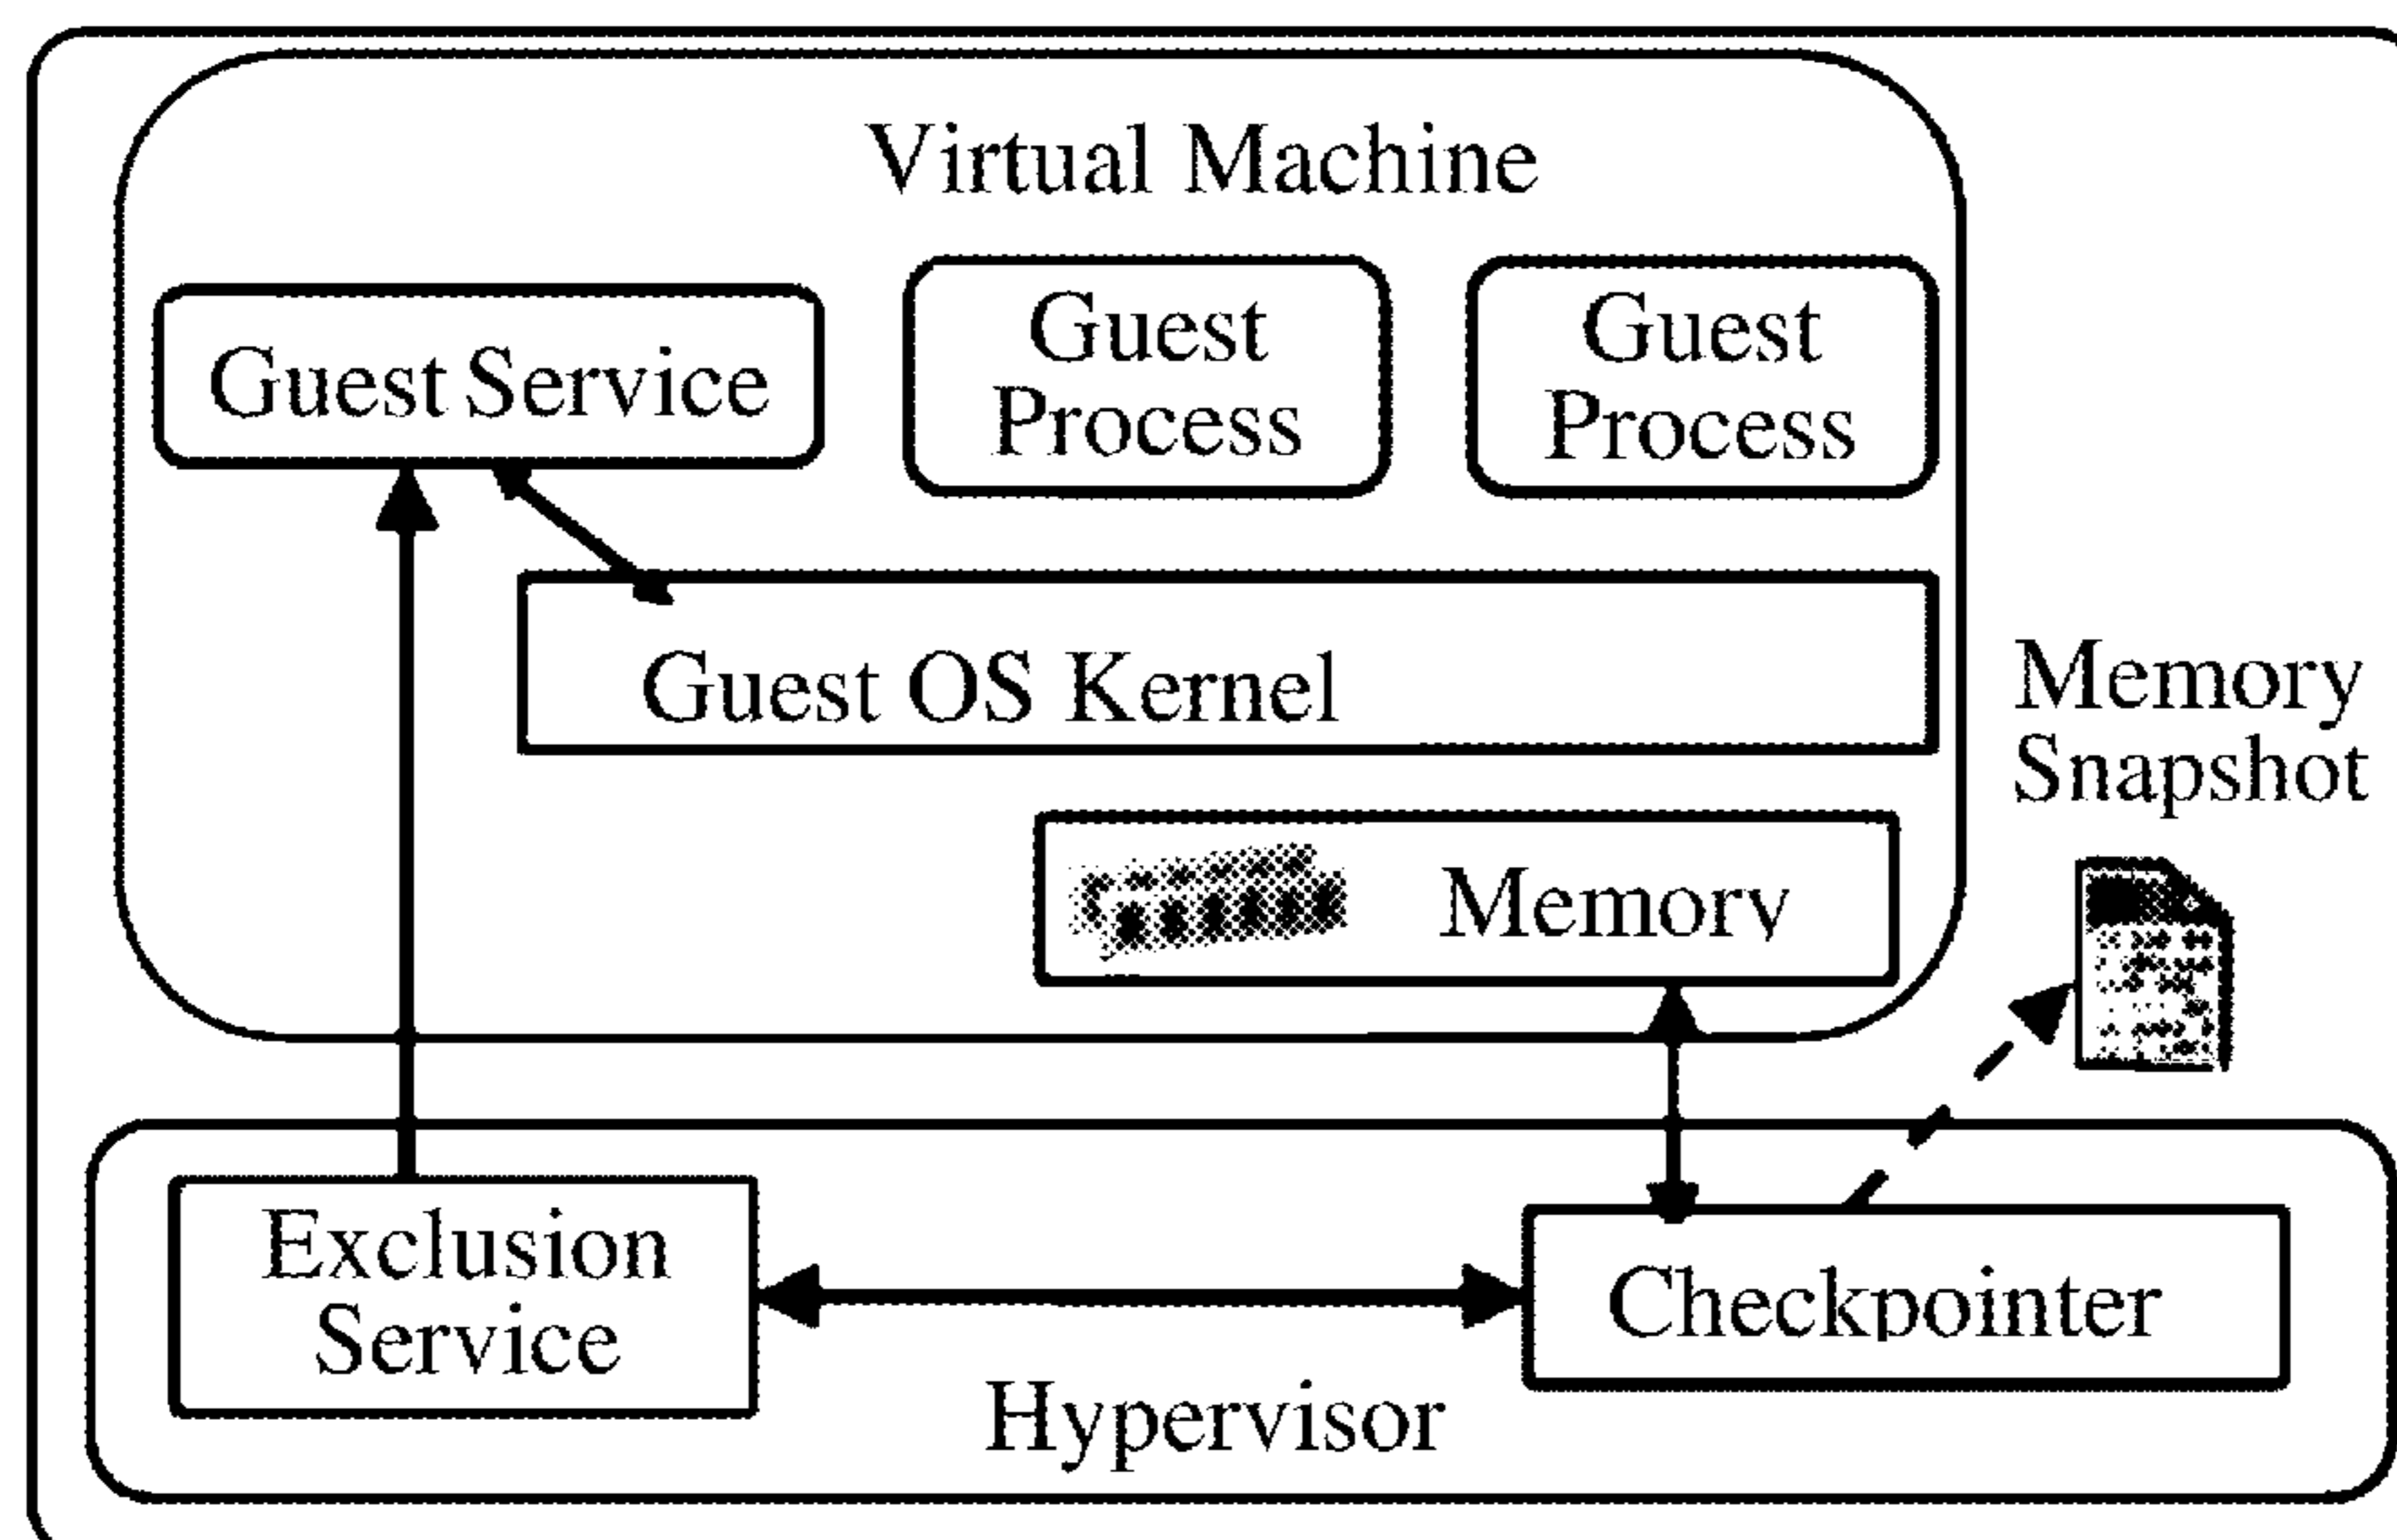 Virtual Machine
Guest Service
Guest
Process
Guest
Process
Guest OS Kernel
Memory
Snapshot
Memory
Exclusion
Service
Checkpointer
Hypervisor